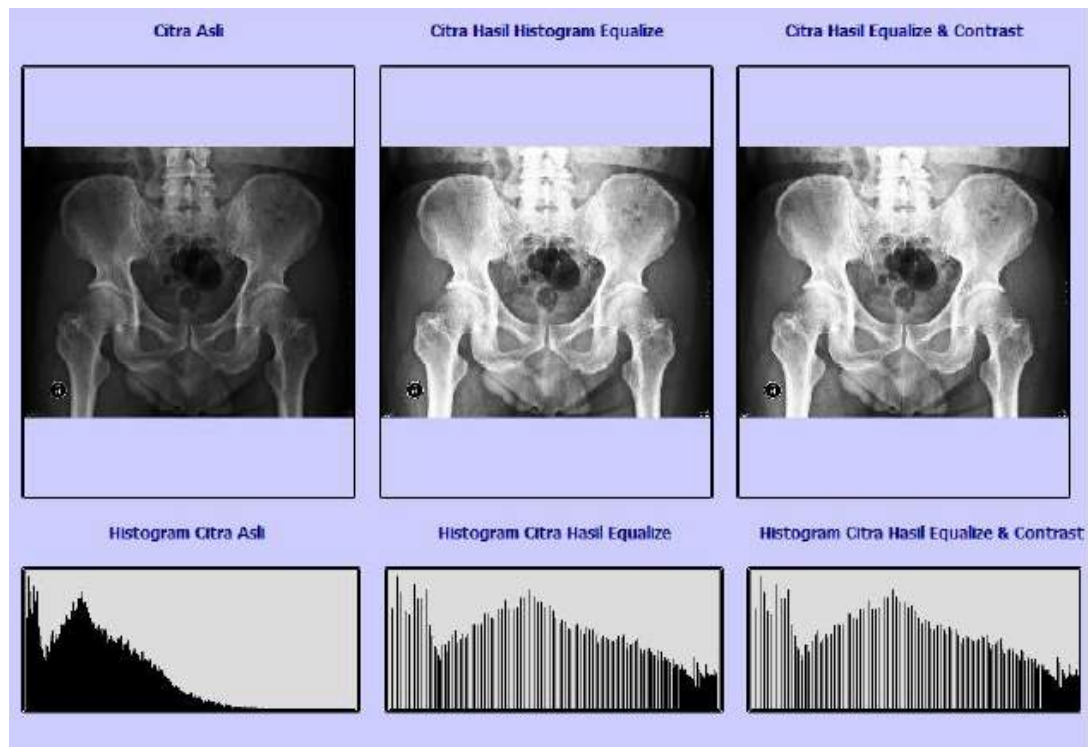 Citra Asli
Citra Hasil Histogram Equalize
Citra Hasil Equalize & Contrast
Histogram Citra Asli
Histogram Citra Hasil Equalize
Histogram Citra Hasil Equalize & Contrast